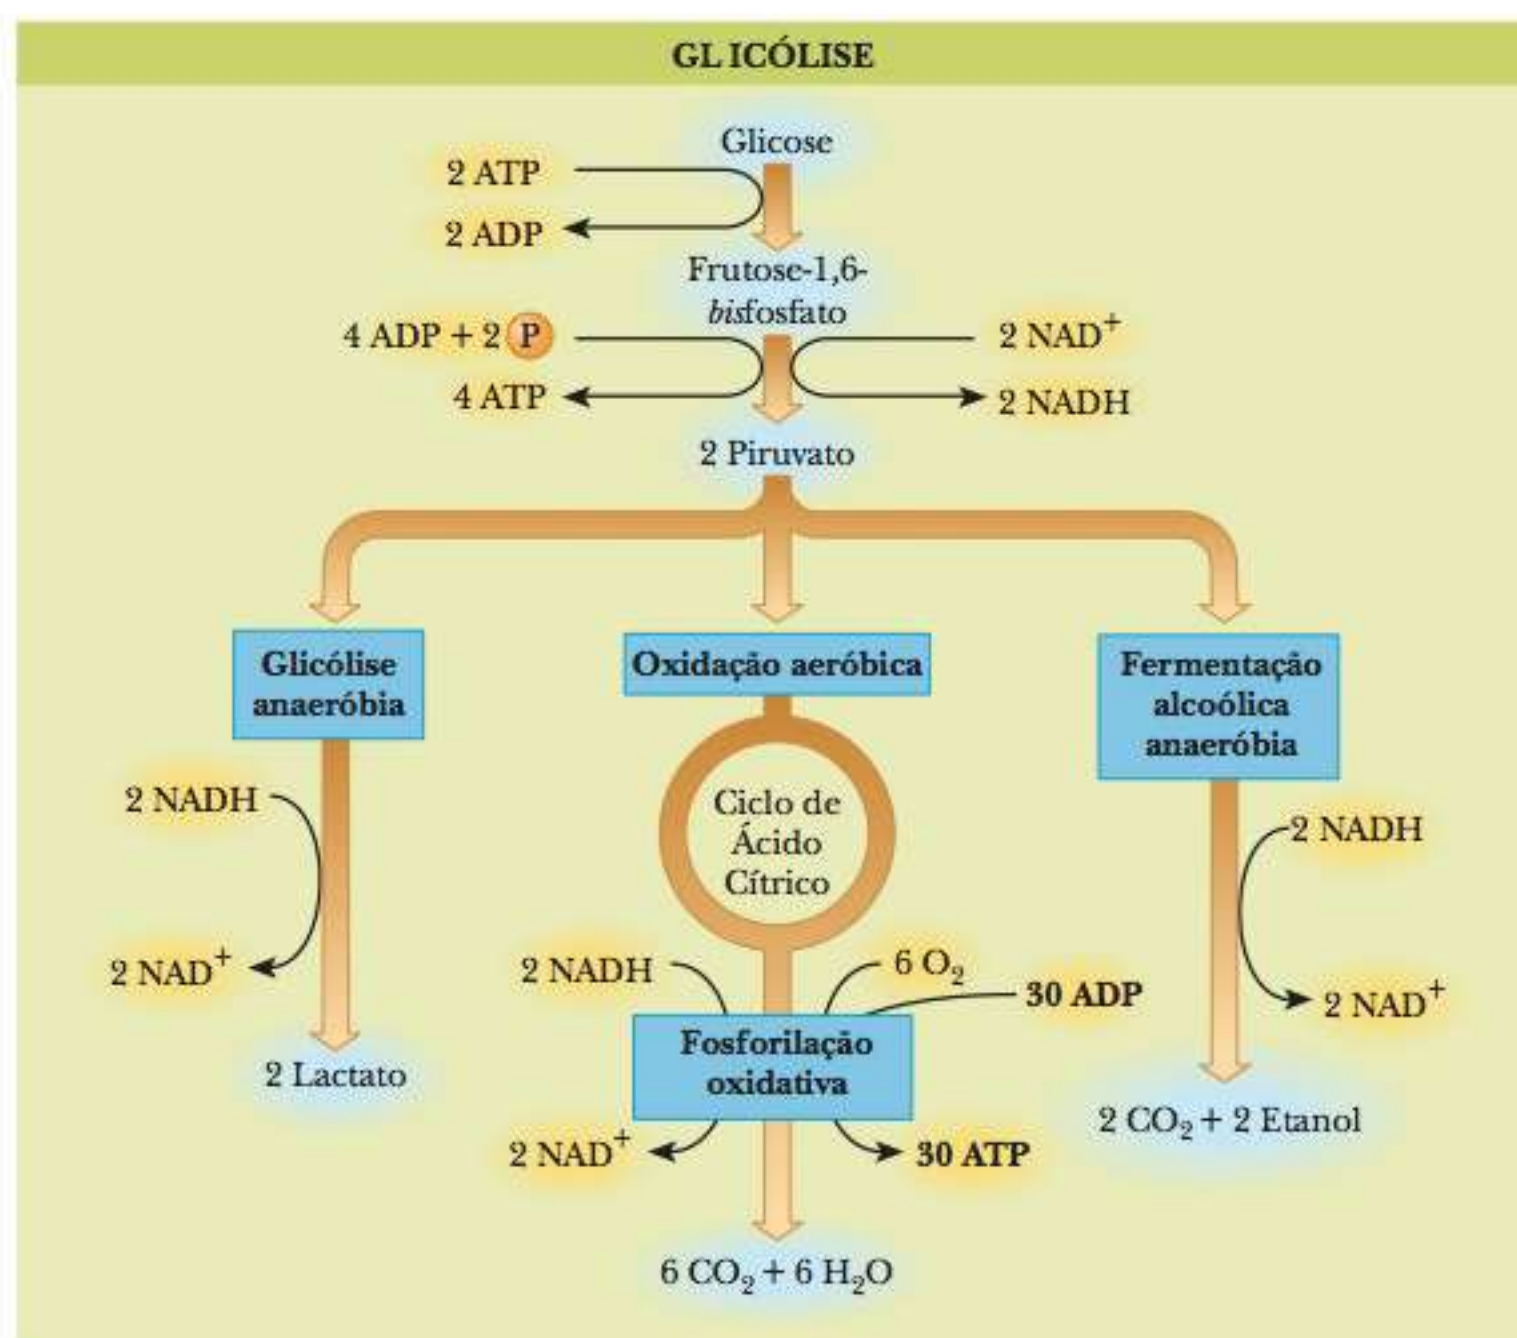 GLICÓLISE
Glicose
2 ATP
2 ADP
Frutose-1,6-
bisfosfato
4 ADP + 2 P
4 ATP
2 NAD⁺
2 NADH
2 Piruvato
Glicólise
anaeróbia
2 NADH
2 NAD⁺
2 Lactato
Oxidação aeróbica
Ciclo de
Ácido
Cítrico
2 NADH
6 O₂
30 ADP
Fosforilação
oxidativa
2 NAD⁺
30 ATP
6 CO₂ + 6 H₂O
Fermentação
alcoólica
anaeróbia
2 NADH
2 NAD⁺
2 CO₂ + 2 Etanol